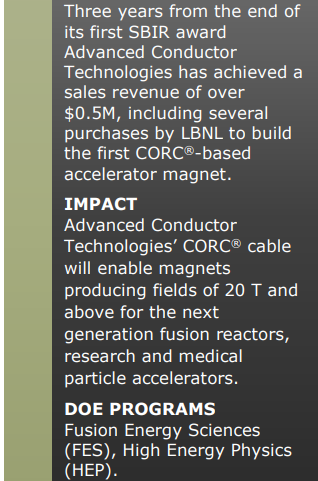 Three years from the end of
its first SBIR award
Advanced Conductor
Technologies has achieved a
sales revenue of over
$0.5M, including several
purchases by LBNL to build
the first CORC®-based
accelerator magnet.
IMPACT
Advanced Conductor
Technologies’ CORC® cable
will enable magnets
producing fields of 20 T and
above for the next
generation fusion reactors,
research and medical
particle accelerators.
DOE PROGRAMS
Fusion Energy Sciences
(FES), High Energy Physics
(HEP).